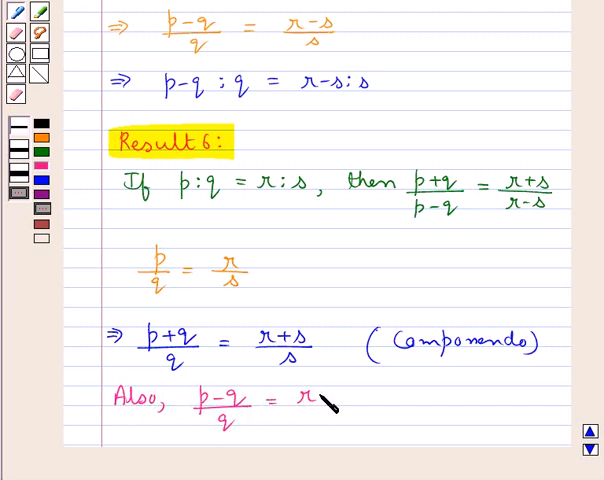 ⇒ (p-q)/q = (r-s)/s
⇒ p-q : q = r-s : s
Result 6:
If p : q = r : s, then (p+q)/(p-q) = (r+s)/(r-s)
p/q = r/s
⇒ (p+q)/q = (r+s)/s (Componendo)
Also, (p-q)/q = r